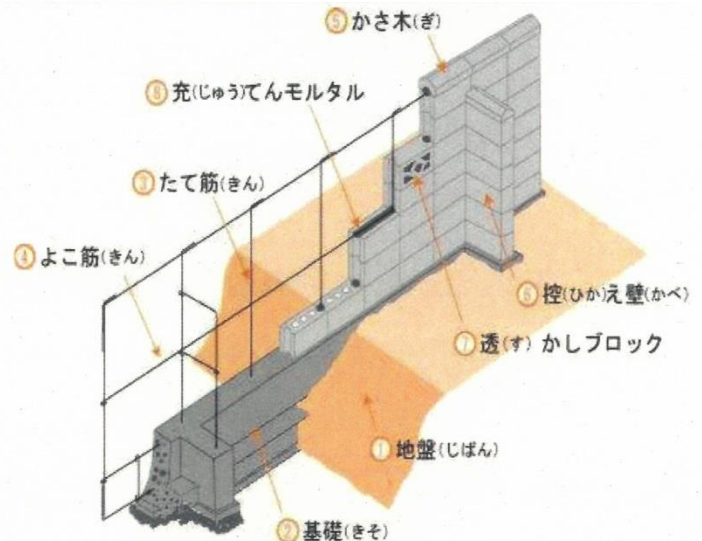 ⑤かさ木(ぎ)
⑧充(じゅう)てんモルタル
③たて筋(きん)
④よこ筋(きん)
⑥控(ひか)え壁(かべ)
⑦透(す)かしブロック
①地盤(じばん)
②基礎(きそ)